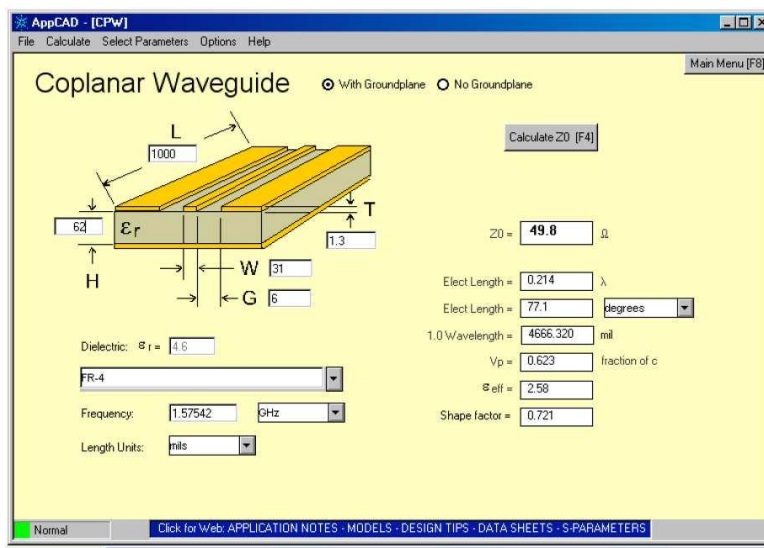 AppCAD - [CPW]
File Calculate Select Parameters Options Help
Main Menu [F8]
Coplanar Waveguide
With Groundplane No Groundplane
Calculate Z0 [F4]
L
1000
T
1.3
62
εr
H
W 31
G 6
Z0 = 49.8 Ω
Elect Length = 0.214 λ
Elect Length = 77.1 degrees
1.0 Wavelength = 4666.320 mil
Vp = 0.623 fraction of c
εeff = 2.58
Shape factor = 0.721
Dielectric: εr = 4.6
FR-4
Frequency: 1.57542 GHz
Length Units: mils
Normal
Click for Web: APPLICATION NOTES - MODELS - DESIGN TIPS - DATA SHEETS - S-PARAMETERS